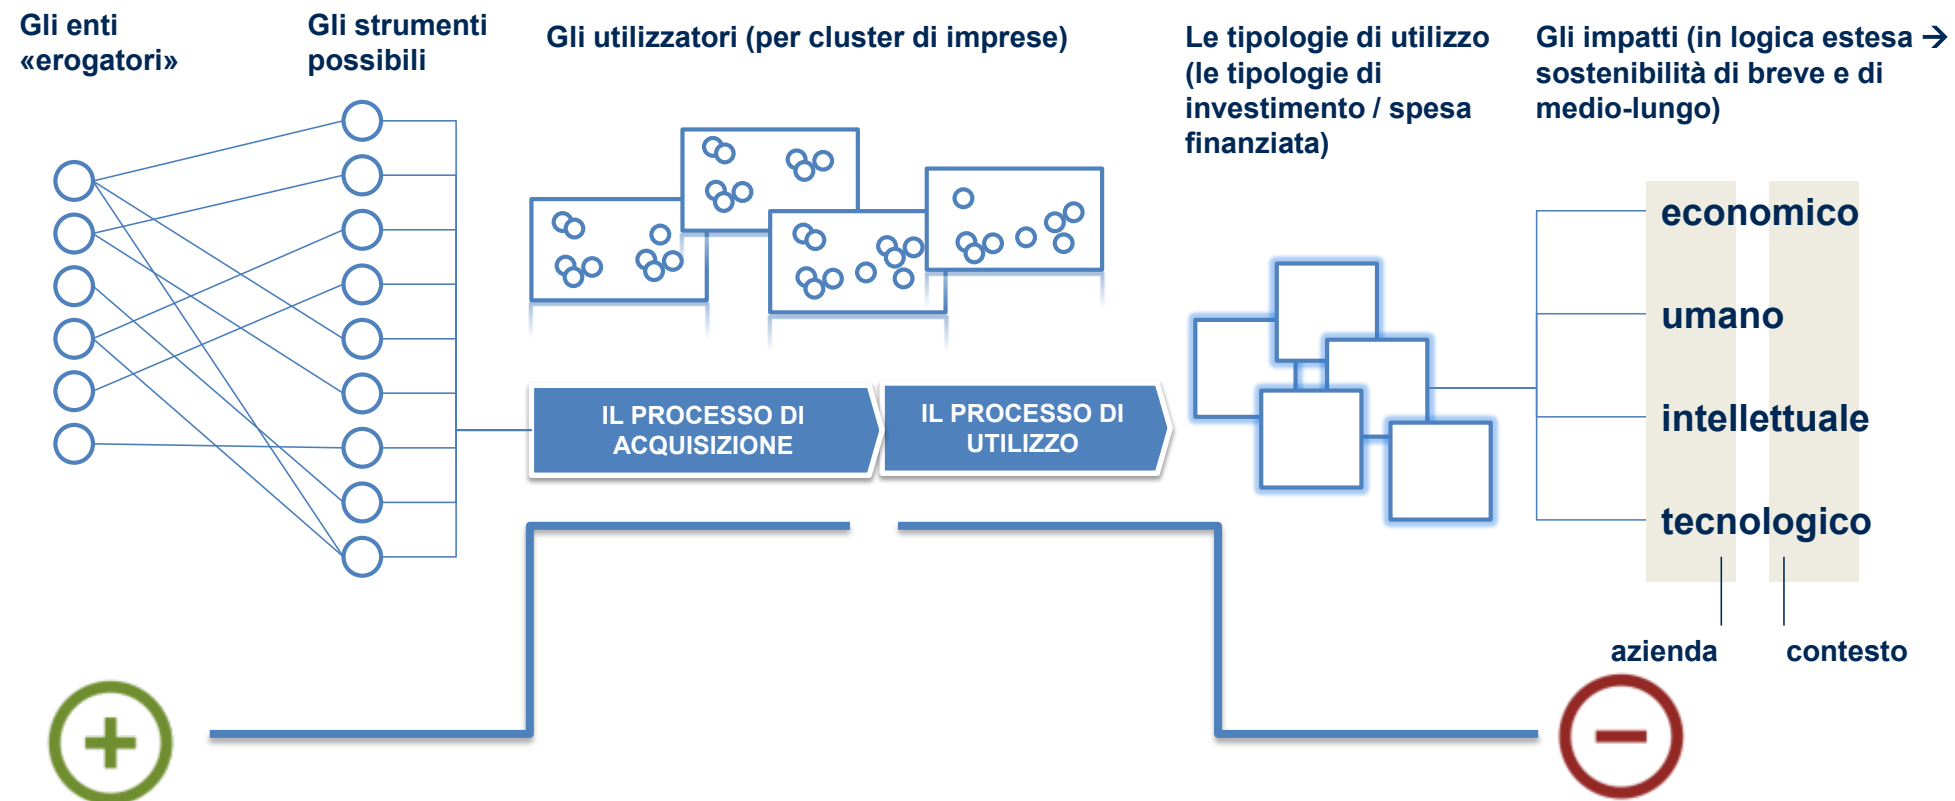 Gli enti
«erogatori»
Gli strumenti
possibili
Gli utilizzatori (per cluster di imprese)
Le tipologie di utilizzo
(le tipologie di
investimento / spesa
finanziata)
Gli impatti (in logica estesa →
sostenibilità di breve e di
medio-lungo)
IL PROCESSO DI
ACQUISIZIONE
IL PROCESSO DI
UTILIZZO
economico
umano
intellettuale
tecnologico
azienda
contesto